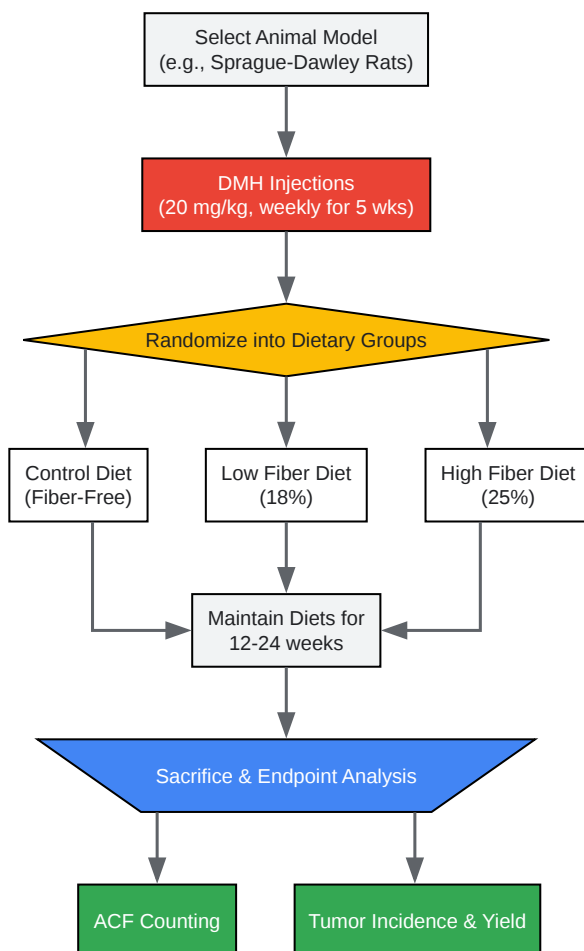 Select Animal Model
(e.g., Sprague-Dawley Rats)
DMH Injections
(20 mg/kg, weekly for 5 wks)
Randomize into Dietary Groups
Control Diet
(Fiber-Free)
Low Fiber Diet
(18%)
High Fiber Diet
(25%)
Maintain Diets for
12-24 weeks
Sacrifice & Endpoint Analysis
ACF Counting
Tumor Incidence & Yield